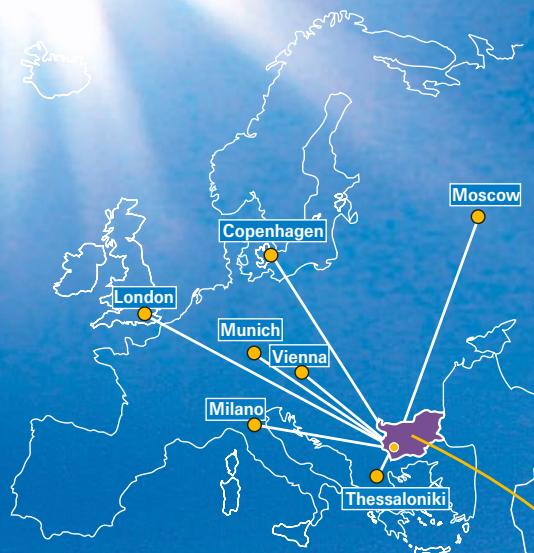 Moscow
Copenhagen
London
Munich
Vienna
Milano
Thessaloniki